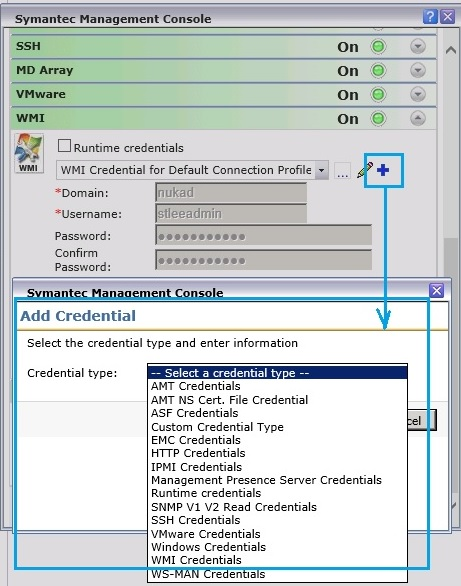 Symantec Management Console
SSH On
MD Array On
VMware On
WMI On
WMI
Runtime credentials
WMI Credential for Default Connection Profile ...
*Domain: nukad
*Username: stleeadmin
Password:
Confirm
Password:
Symantec Management Console
Add Credential
Select the credential type and enter information
Credential type: -- Select a credential type --
AMT Credentials
AMT NS Cert. File Credential
ASF Credentials
Custom Credential Type
EMC Credentials
HTTP Credentials
IPMI Credentials
Management Presence Server Credentials
Runtime credentials
SNMP V1 V2 Read Credentials
SSH Credentials
VMware Credentials
Windows Credentials
WMI Credentials
WS-MAN Credentials